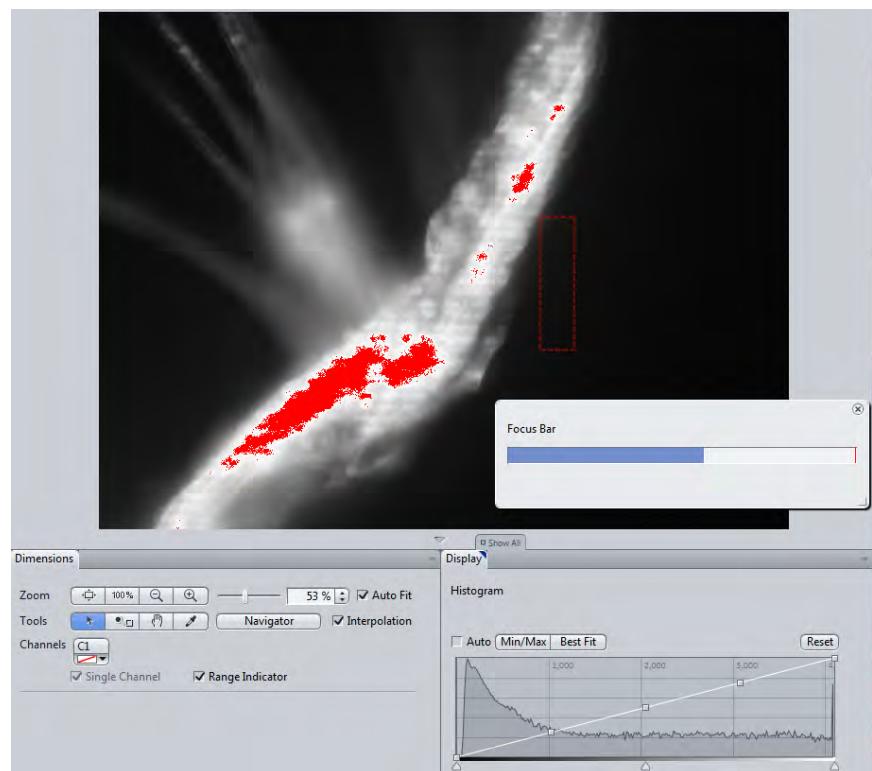 Focus Bar
Show All
Dimensions
Display
Zoom 100% 53 % Auto Fit
Tools Navigator Interpolation
Channels C1
Single Channel Range Indicator
Histogram
Auto Min/Max Best Fit Reset
1,000 2,000 3,000 4